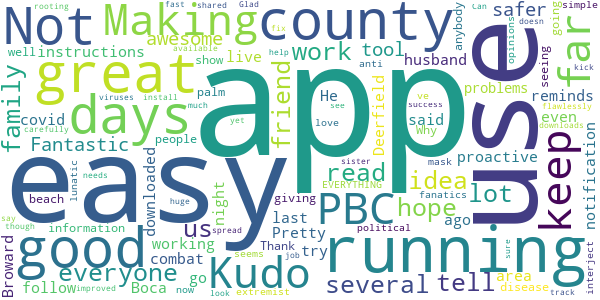 shared Glad
fast
rooting
Can
simple
Not
Making
county
opinions
anybody
safer
doesn
going
far
awesome
fix
well
instructions
work
tool
seeing
great
available
show
live
husband
anti
help
app
use
family
friend
Deerfield
problems
kick
viruses
install
palm
He
reminds
flawlessly
days
much
see
success
ve
even
covid
yet
said
Why
downloads
people
love
proactive
carefully
Fantastic
sister
mask
keep
notification
easy
read
idea
lot
lunatic
needs
EVERYTHING
fanatics
downloaded
beach
huge
night
giving
PBC
hope
ago
us
last
political
say
spread
good
running
interject
Broward
though
information
working
Pretty
Thank
job
try
everyone
combat
seems
Kudo
several
tell
area
sure
follow
Boca
go
disease
improved
now
look
extremist
track